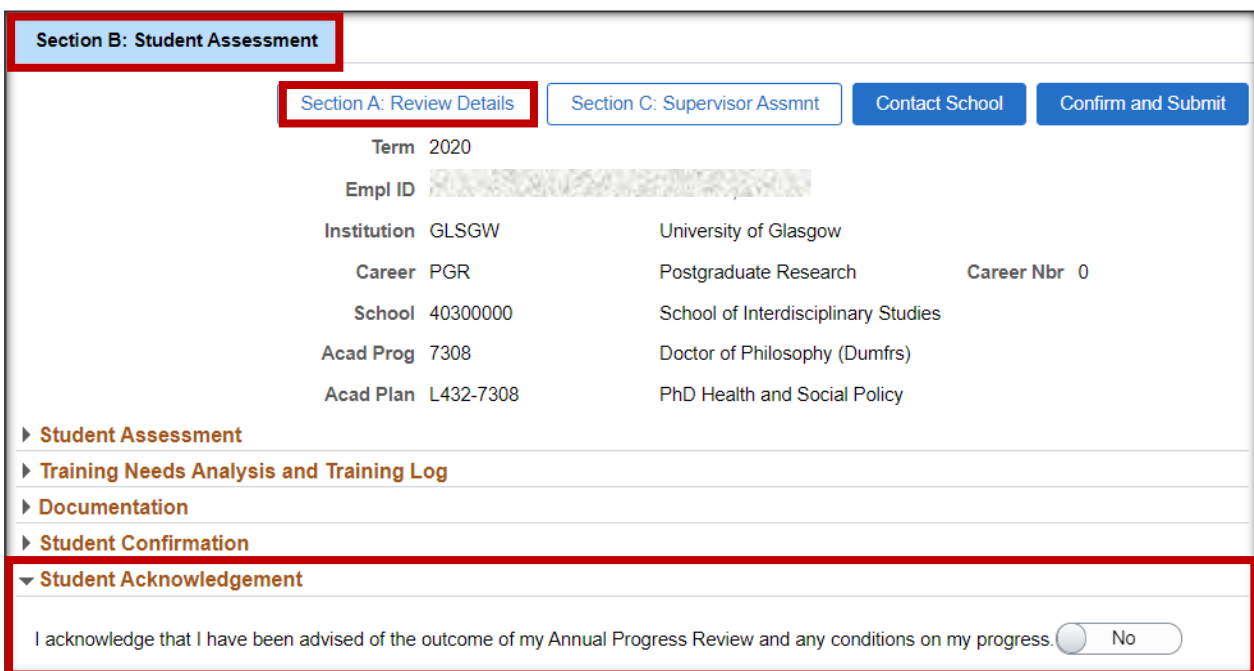 Section B: Student Assessment
Section A: Review Details Section C: Supervisor Assmnt Contact School Confirm and Submit
Term 2020
Empl ID
Institution GLSGW University of Glasgow
Career PGR Postgraduate Research Career Nbr 0
School 40300000 School of Interdisciplinary Studies
Acad Prog 7308 Doctor of Philosophy (Dumfrs)
Acad Plan L432-7308 PhD Health and Social Policy
Student Assessment
Training Needs Analysis and Training Log
Documentation
Student Confirmation
Student Acknowledgement
I acknowledge that I have been advised of the outcome of my Annual Progress Review and any conditions on my progress. No